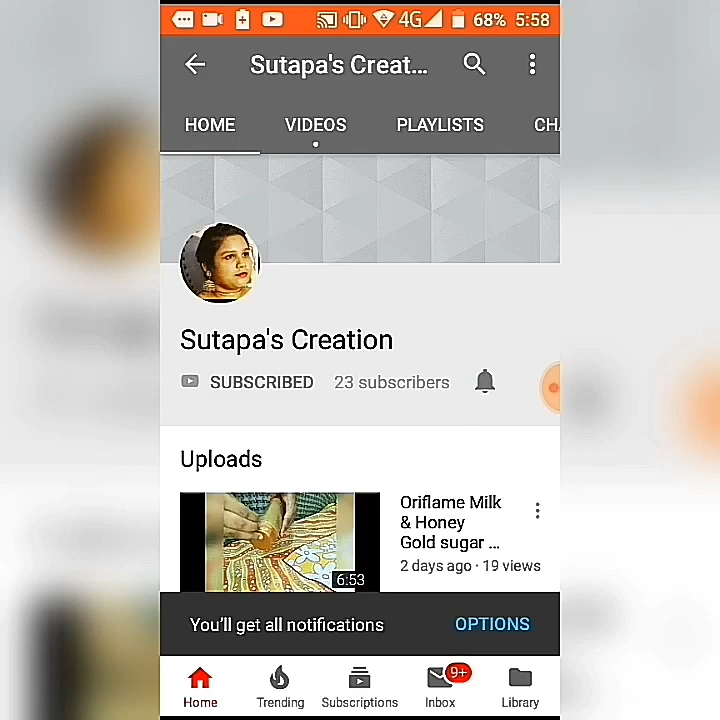 4G 68% 5:58
Sutapa's Creat...
HOME VIDEOS PLAYLISTS CHA
Sutapa's Creation
SUBSCRIBED 23 subscribers
Uploads
Oriflame Milk
& Honey
Gold sugar ...
2 days ago · 19 views
6:53
You'll get all notifications OPTIONS
9+
Home Trending Subscriptions Inbox Library